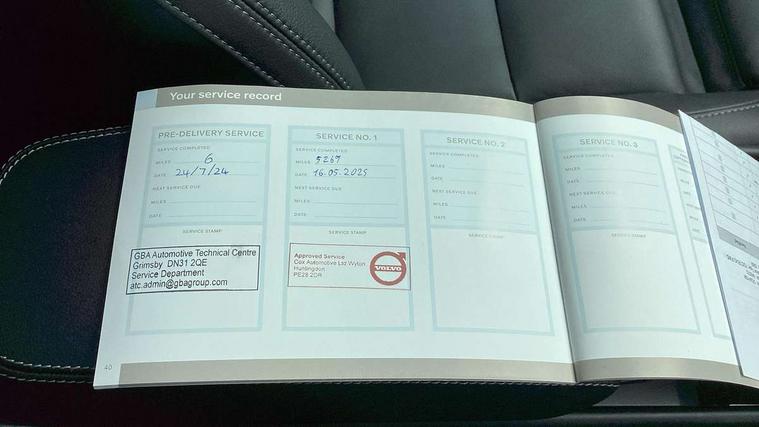 Your service record
PRE-DELIVERY SERVICE
SERVICE COMPLETED
MILES 6
DATE 24/7/24
NEXT SERVICE DUE
MILES
DATE
SERVICE STAMP
GBA Automotive Technical Centre
Grimsby DN31 2QE
Service Department
atc.admin@gbagroup.com
SERVICE NO. 1
SERVICE COMPLETED
MILES 5267
DATE 16.05.2025
NEXT SERVICE DUE
MILES
DATE
SERVICE STAMP
Approved Service
Cox Automotive Ltd Wyton
Huntingdon
PE28 2DR
VOLVO
SERVICE NO. 2
SERVICE COMPLETED
MILES
DATE
NEXT SERVICE DUE
MILES
DATE
SERVICE STAMP
SERVICE NO. 3
SERVICE COMPLETED
MILES
DATE
NEXT SERVICE DUE
MILES
DATE
SERVICE STAMP
40